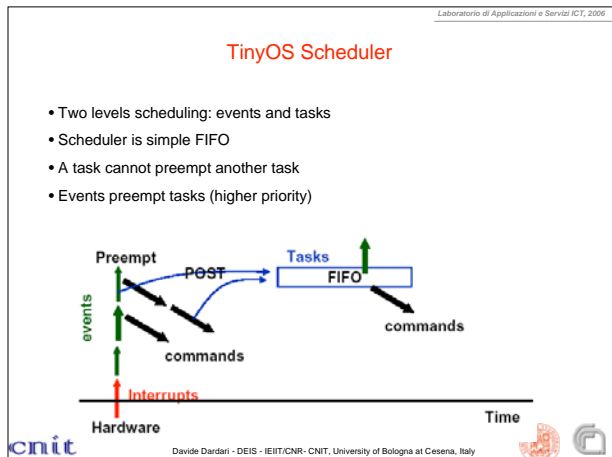 Laboratorio di Applicazioni e Servizi ICT, 2006
TinyOS Scheduler
• Two levels scheduling: events and tasks
• Scheduler is simple FIFO
• A task cannot preempt another task
• Events preempt tasks (higher priority)
Preempt
POST
Tasks
FIFO
events
commands
commands
Interrupts
Hardware
Time
cnit
Davide Dardari - DEIS - IEIIT/CNR- CNIT, University of Bologna at Cesena, Italy